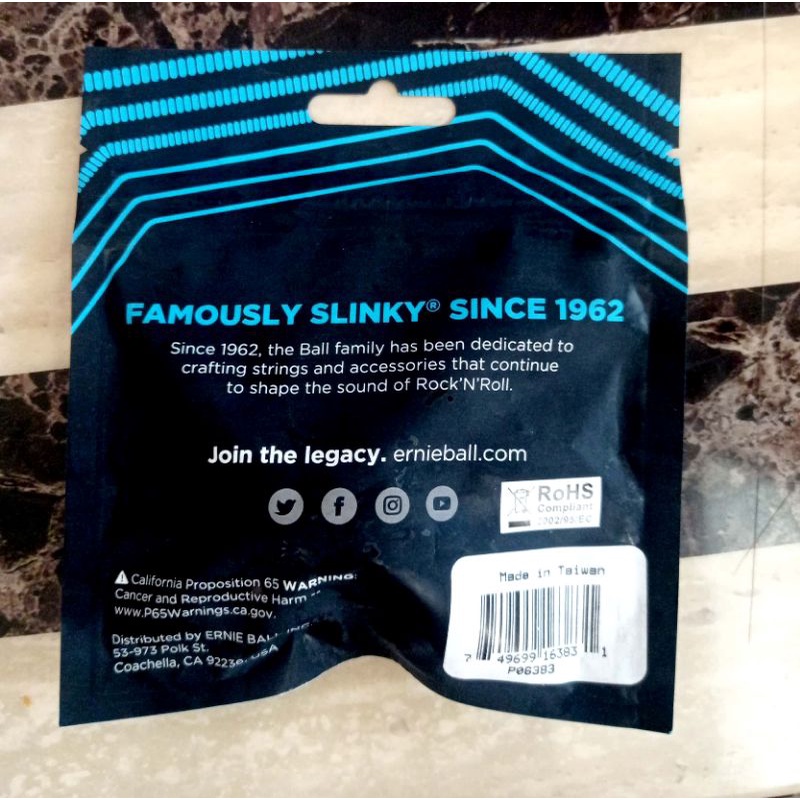 FAMOUSLY SLINKY® SINCE 1962
Since 1962, the Ball family has been dedicated to
crafting strings and accessories that continue
to shape the sound of Rock'N'Roll.
Join the legacy. ernieball.com
RoHS
Compliant
2002/95/EC
⚠ California Proposition 65 WARNING:
Cancer and Reproductive Harm
www.P65Warnings.ca.gov.
Distributed by ERNIE BALL INC.
53-973 Polk St.
Coachella, CA 92236 USA
Made in Taiwan
7 49699 16383 1
P06383